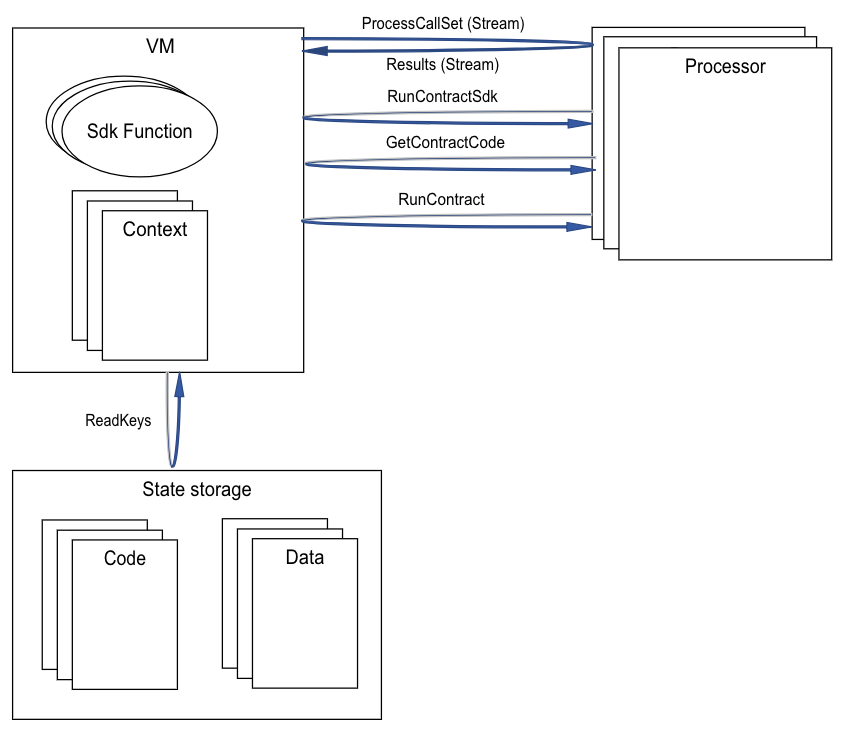 VM
Sdk Function
Context
ProcessCallSet (Stream)
Results (Stream)
RunContractSdk
GetContractCode
RunContract
Processor
ReadKeys
State storage
Code
Data